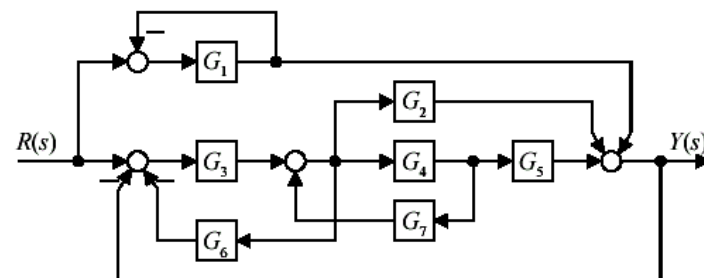 −
G₁
G₂
R(s)
G₃
G₄
G₅
Y(s)
− −
G₆
G₇